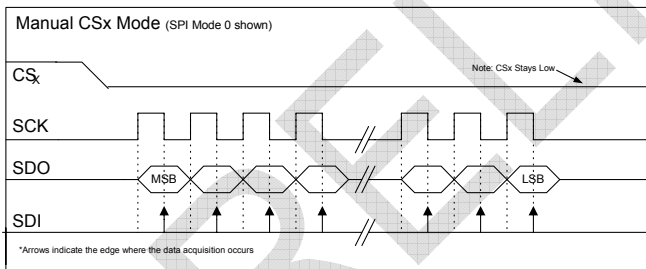 Manual CSx Mode (SPI Mode 0 shown)
CSx
Note: CSx Stays Low
SCK
SDO
MSB
LSB
SDI
*Arrows indicate the edge where the data acquisition occurs